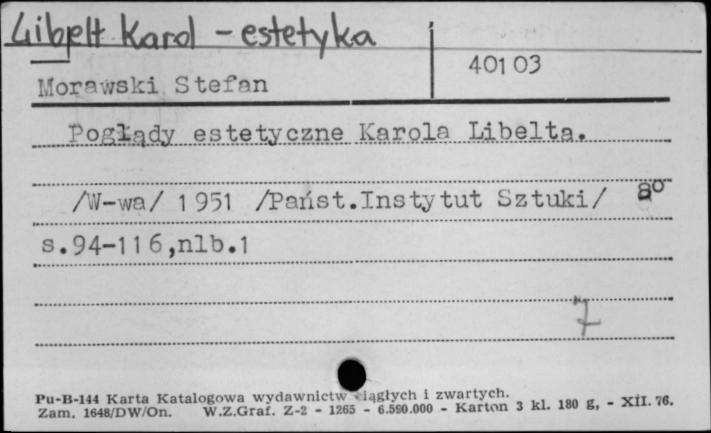 Libelt Karol - estetyka
40103
Morawski Stefan
Poglądy estetyczne Karola Libelta.
/W-wa/ 1951 /Państ.Instytut Sztuki/ 8°
s.94-116,nlb.1
7
Pu-B-144 Karta Katalogowa wydawnictw ciągłych i zwartych.
Zam. 1648/DW/On. W.Z.Graf. Z-2 - 1265 - 6.590.000 - Karton 3 kl. 180 g, - XII. 76.